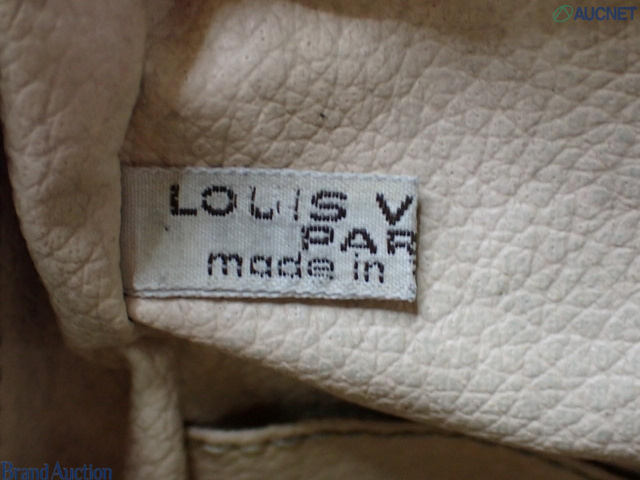 AUCNET
LOUIS V
PAR
made in
Brand Auction